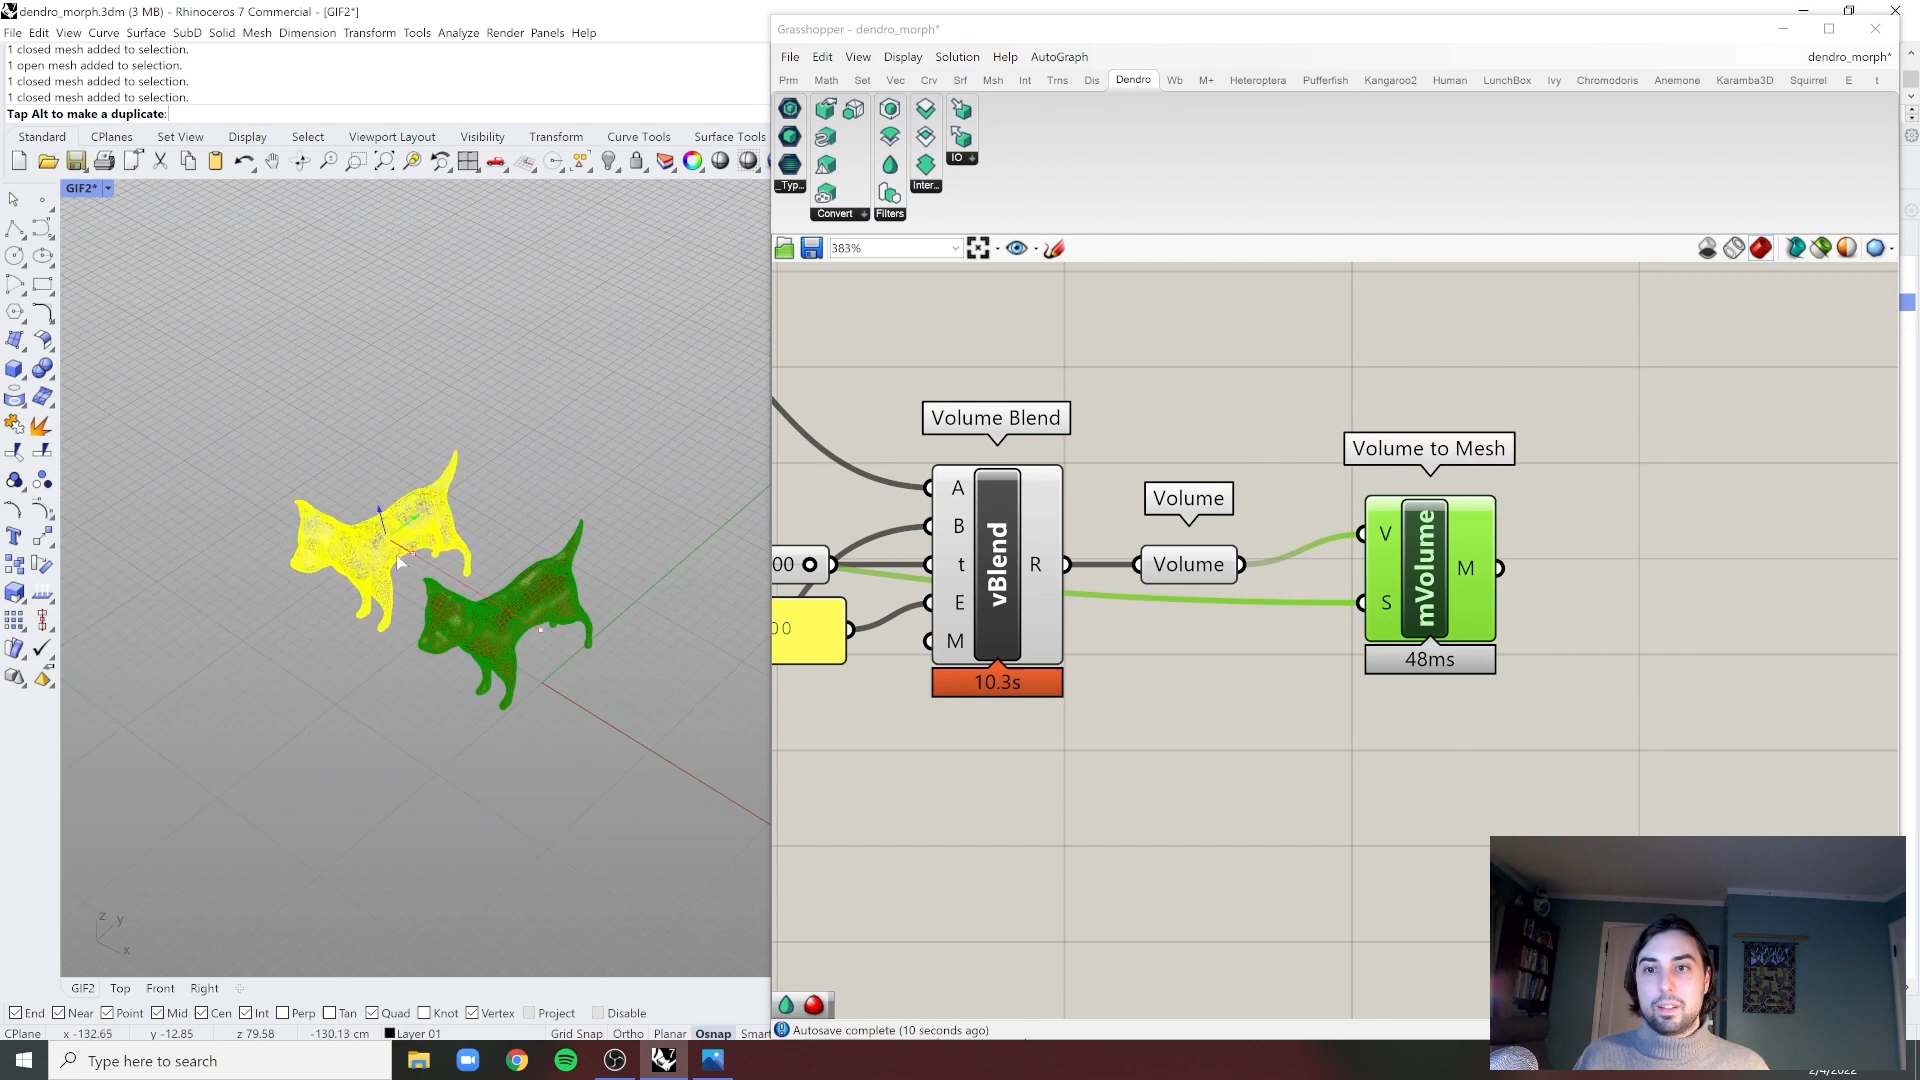 dendro_morph.3dm (3 MB) - Rhinoceros 7 Commercial - [GIF2*]
File Edit View Curve Surface SubD Solid Mesh Dimension Transform Tools Analyze Render Panels Help
1 closed mesh added to selection.
1 open mesh added to selection.
1 closed mesh added to selection.
1 closed mesh added to selection.
Tap Alt to make a duplicate:
Standard CPlanes Set View Display Select Viewport Layout Visibility Transform Curve Tools Surface Tools
GIF2*
z
y
x
GIF2 Top Front Right
End Near Point Mid Cen Int Perp Tan Quad Knot Vertex Project Disable
CPlane x -132.65 y -12.85 z 79.58 -130.13 cm Layer 01 Grid Snap Ortho Planar Osnap Smart
Grasshopper - dendro_morph*
File Edit View Display Solution Help AutoGraph dendro_morph*
Prm Math Set Vec Crv Srf Msh Int Trns Dis Dendro Wb M+ Heteroptera Pufferfish Kangaroo2 Human LunchBox Ivy Chromodoris Anemone Karamba3D Squirrel E t
_Typ... Convert Filters Inter... IO
383%
Volume Blend
A
B
t
E
M
vBlend
R
10.3s
00
00
Volume
Volume
Volume to Mesh
V
S
mVolume
M
48ms
Autosave complete (10 seconds ago)
Type here to search
2/4/2022